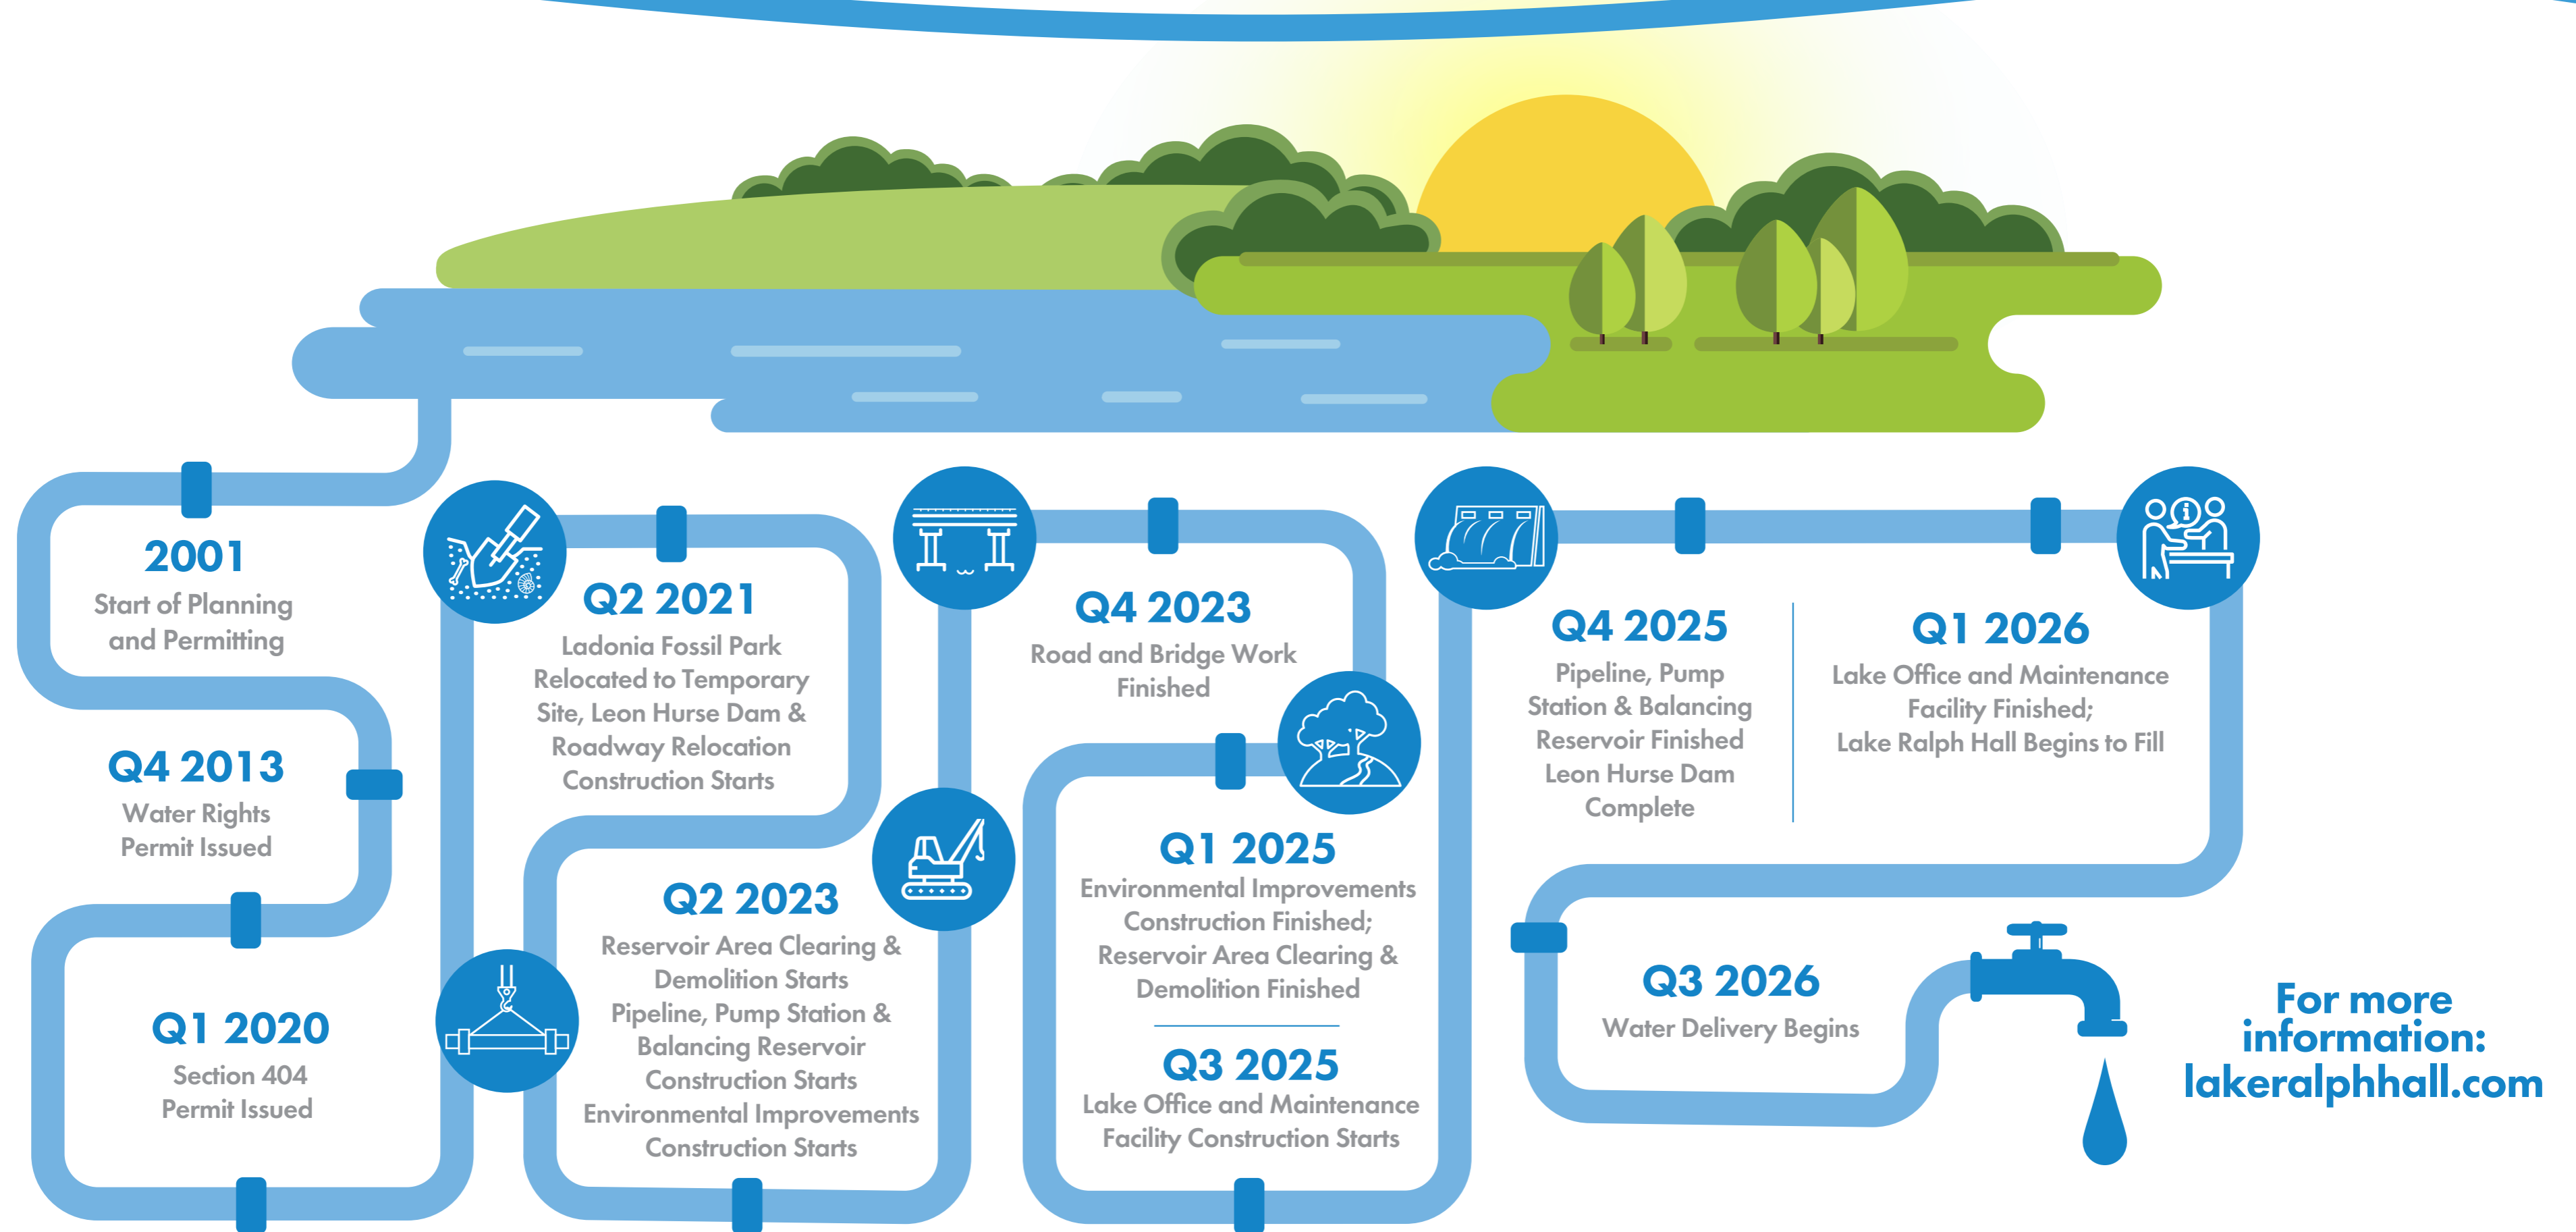 2001
Start of Planning
and Permitting
Q4 2013
Water Rights
Permit Issued
Q1 2020
Section 404
Permit Issued
Q2 2021
Ladonia Fossil Park
Relocated to Temporary
Site, Leon Hurse Dam &
Roadway Relocation
Construction Starts
Q2 2023
Reservoir Area Clearing &
Demolition Starts
Pipeline, Pump Station &
Balancing Reservoir
Construction Starts
Environmental Improvements
Construction Starts
Q4 2023
Road and Bridge Work
Finished
Q1 2025
Environmental Improvements
Construction Finished;
Reservoir Area Clearing &
Demolition Finished
Q3 2025
Lake Office and Maintenance
Facility Construction Starts
Q4 2025
Pipeline, Pump
Station & Balancing
Reservoir Finished
Leon Hurse Dam
Complete
Q1 2026
Lake Office and Maintenance
Facility Finished;
Lake Ralph Hall Begins to Fill
i
Q3 2026
Water Delivery Begins
For more
information:
lakeralphhall.com